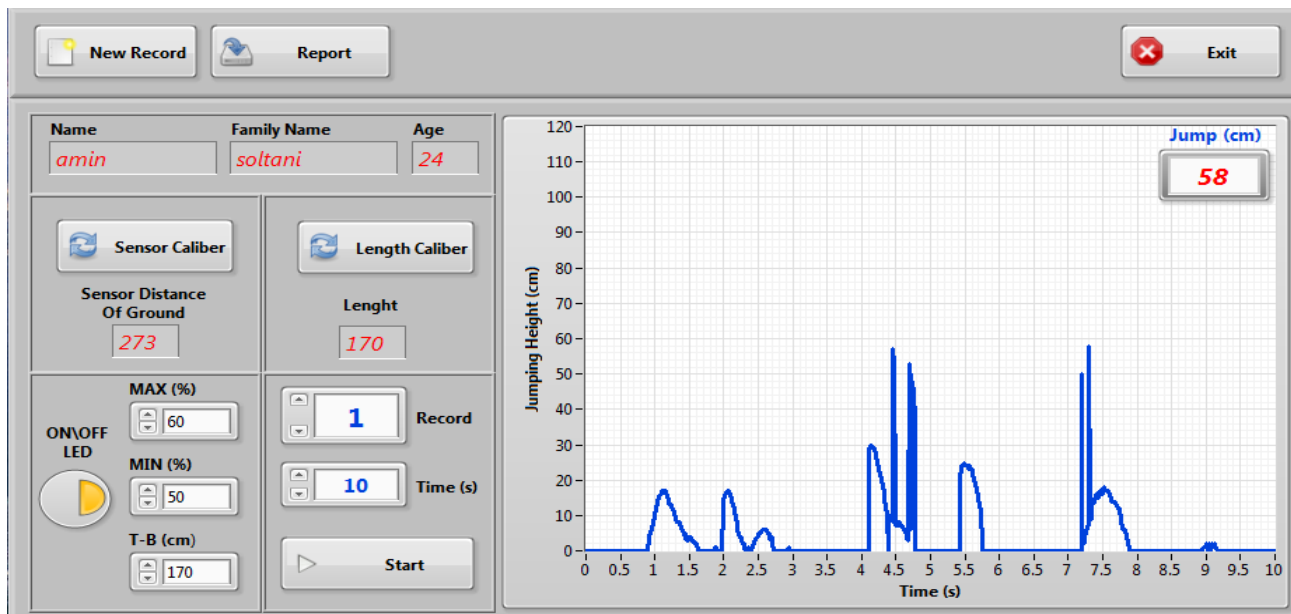 New Record Report Exit
Name Family Name Age
amin soltani 24
Sensor Caliber Length Caliber
Sensor Distance
Of Ground
273
Lenght
170
ON\OFF
LED
MAX (%)
60
MIN (%)
50
T-B (cm)
170
1 Record
10 Time (s)
Start
Jump (cm)
58
Jumping Height (cm)
120
110
100
90
80
70
60
50
40
30
20
10
0
0 0.5 1 1.5 2 2.5 3 3.5 4 4.5 5 5.5 6 6.5 7 7.5 8 8.5 9 9.5 10
Time (s)